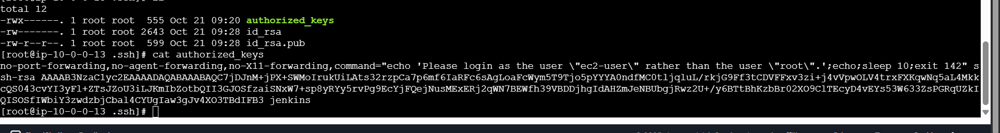 total 12
-rwx------. 1 root root  555 Oct 21 09:20 authorized_keys
-rw-------. 1 root root 2643 Oct 21 09:28 id_rsa
-rw-r--r--. 1 root root  599 Oct 21 09:28 id_rsa.pub
[root@ip-10-0-0-13 .ssh]# cat authorized_keys
no-port-forwarding,no-agent-forwarding,no-X11-forwarding,command="echo 'Please login as the user \"ec2-user\" rather than the user \"root\".';echo;sleep 10;exit 142" s
sh-rsa AAAAB3NzaC1yc2EAAAADAQABAAABAQC7jDJnM+jPX+SWMoIrukUiLAts32rzpCa7p6mf6IaRFc6sAgLoaFcWym5T9Tjo5pYYYA0ndfMC0tljqluL/rkjG9Ff3tCDVFFxv3zi+j4vVpwOLV4trxFXKqwNq5aL4Mkk
cQS043cvYI3yFl+ZTsJZoU3iLJKmIbZotbQII3GJOSfzaiSNxW7+sp8yRYy5rvPg9EcYjFQejNusMExERj2qWN7BEWfh39VBDDjhgIdAHZmJeNBUbgjRwz2U+/y6BTtBhKzbBr02XO9ClTEcyD4vEYs53W633ZsPGRqUZkI
QISOSfIWbiY3zwdzbjCbal4CYUgIaw3gJv4XO3TBdIFB3 jenkins
[root@ip-10-0-0-13 .ssh]#